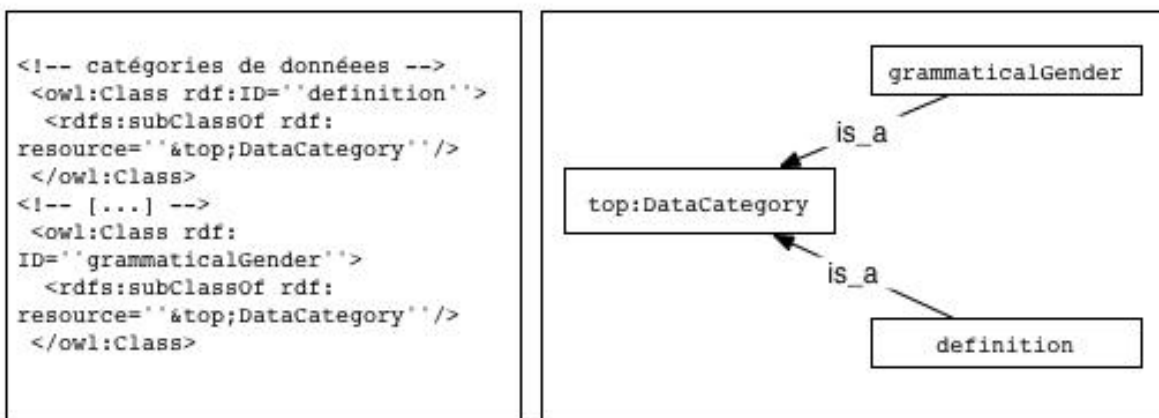 <!-- catégories de donnéees -->
<owl:Class rdf:ID=``definition``>
<rdfs:subClassOf rdf:
resource=``&top;DataCategory``/>
</owl:Class>
<!-- [...] -->
<owl:Class rdf:
ID=``grammaticalGender``>
<rdfs:subClassOf rdf:
resource=``&top;DataCategory``/>
</owl:Class>
grammaticalGender
is_a
top:DataCategory
is_a
definition